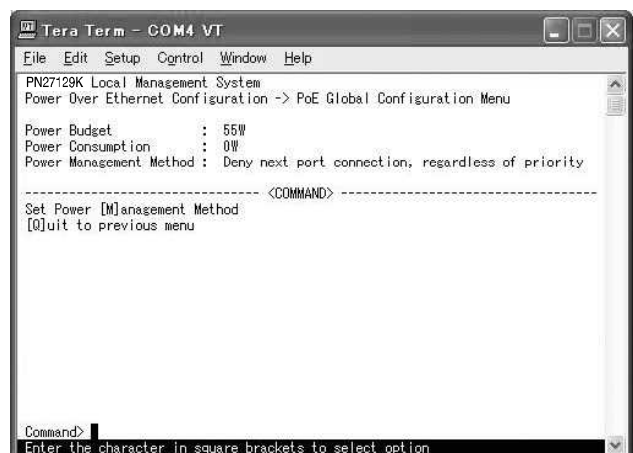 Tera Term - COM4 VT
File Edit Setup Control Window Help
PN27129K Local Management System
Power Over Ethernet Configuration -> PoE Global Configuration Menu
Power Budget : 55W
Power Consumption : 0W
Power Management Method : Deny next port connection, regardless of priority
---------------------------------- <COMMAND> -------------------------------------
Set Power [M]anagement Method
[Q]uit to previous menu
Command>
Enter the character in square brackets to select option